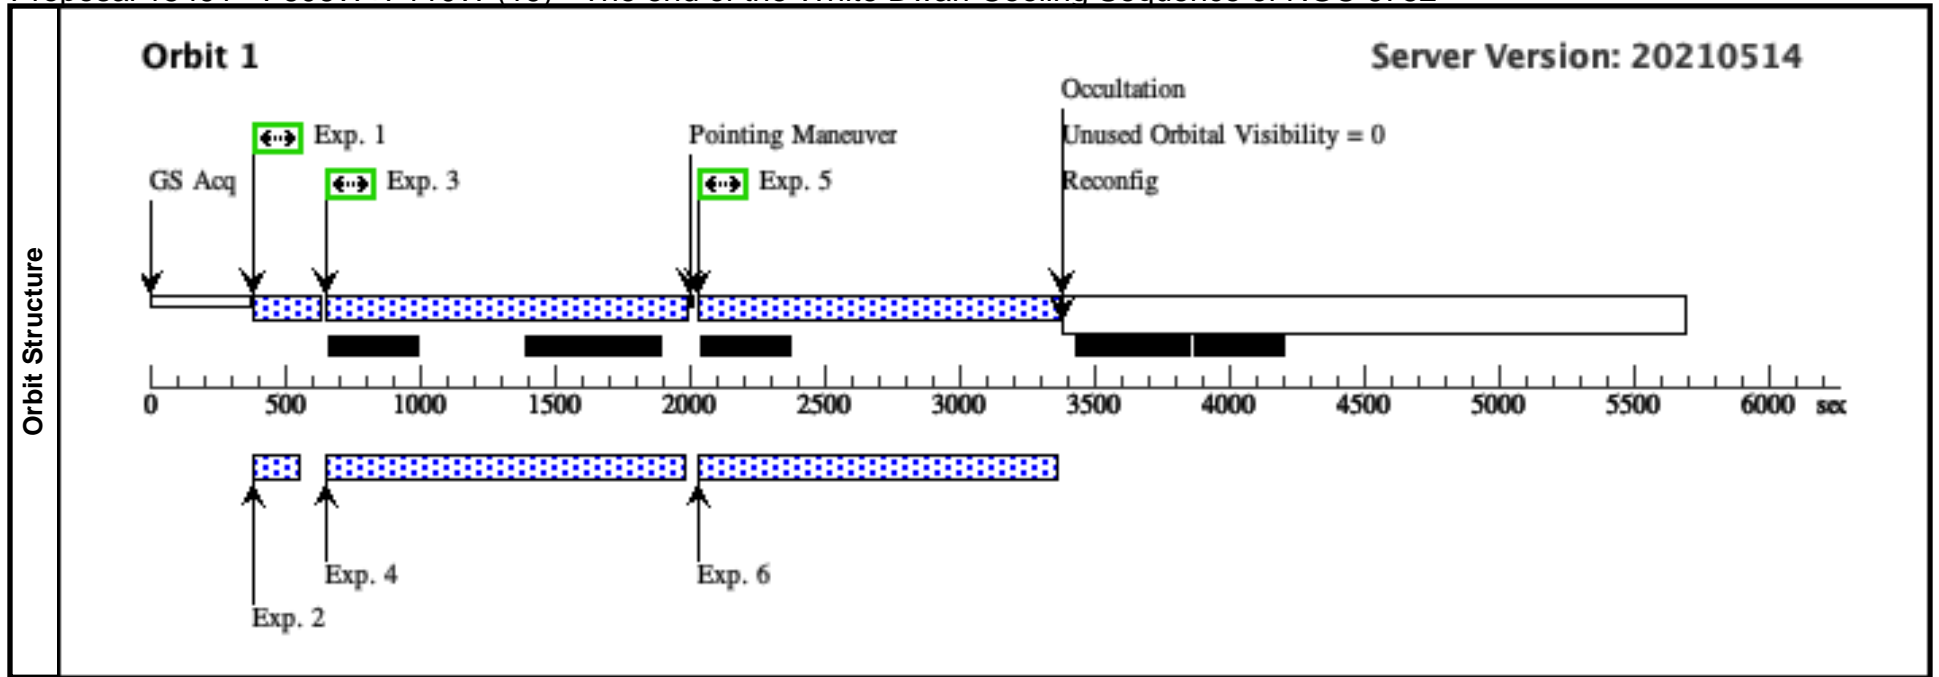 Orbit 1
Server Version: 20210514
Occultation
Exp. 1
Pointing Maneuver
Unused Orbital Visibility = 0
GS Acq
Exp. 3
Exp. 5
Reconfig
Orbit Structure
0 500 1000 1500 2000 2500 3000 3500 4000 4500 5000 5500 6000 sec
Exp. 4
Exp. 6
Exp. 2